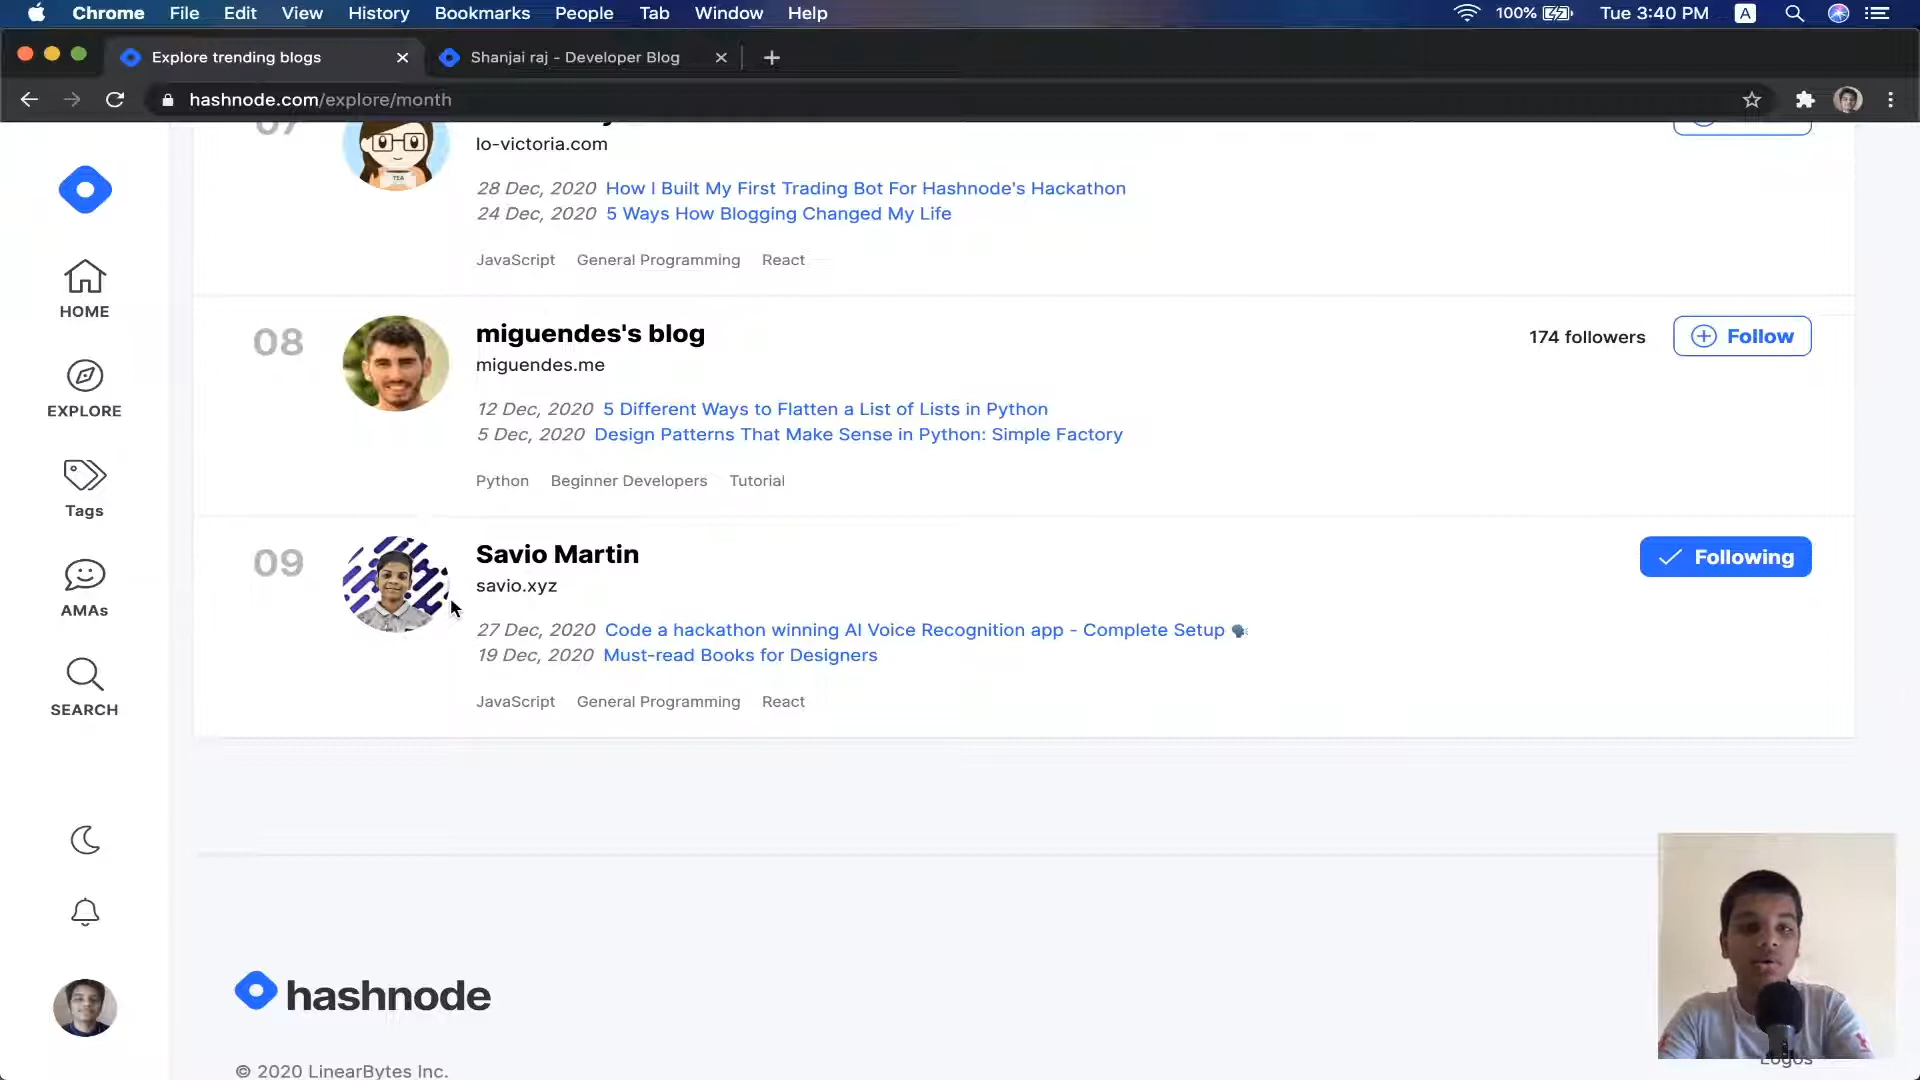 Chrome File Edit View History Bookmarks People Tab Window Help 100% Tue 3:40 PM A
Explore trending blogs Shanjai raj - Developer Blog
hashnode.com/explore/month
07
lo-victoria.com
28 Dec, 2020 How I Built My First Trading Bot For Hashnode's Hackathon
24 Dec, 2020 5 Ways How Blogging Changed My Life
JavaScript General Programming React
HOME
EXPLORE
Tags
AMAs
SEARCH
08
miguendes's blog
174 followers
Follow
miguendes.me
12 Dec, 2020 5 Different Ways to Flatten a List of Lists in Python
5 Dec, 2020 Design Patterns That Make Sense in Python: Simple Factory
Python Beginner Developers Tutorial
09
Savio Martin
Following
savio.xyz
27 Dec, 2020 Code a hackathon winning AI Voice Recognition app - Complete Setup 🗣
19 Dec, 2020 Must-read Books for Designers
JavaScript General Programming React
hashnode
© 2020 LinearBytes Inc.
Logos
TEA